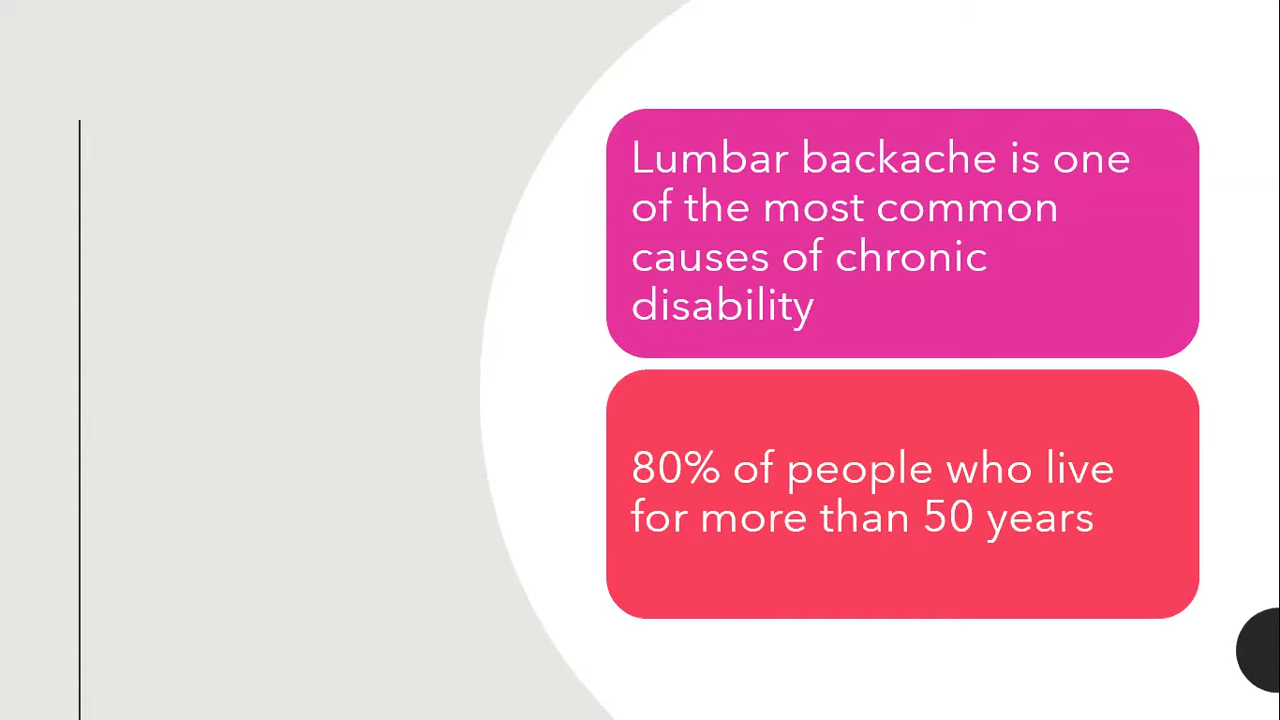 Lumbar backache is one
of the most common
causes of chronic
disability
80% of people who live
for more than 50 years